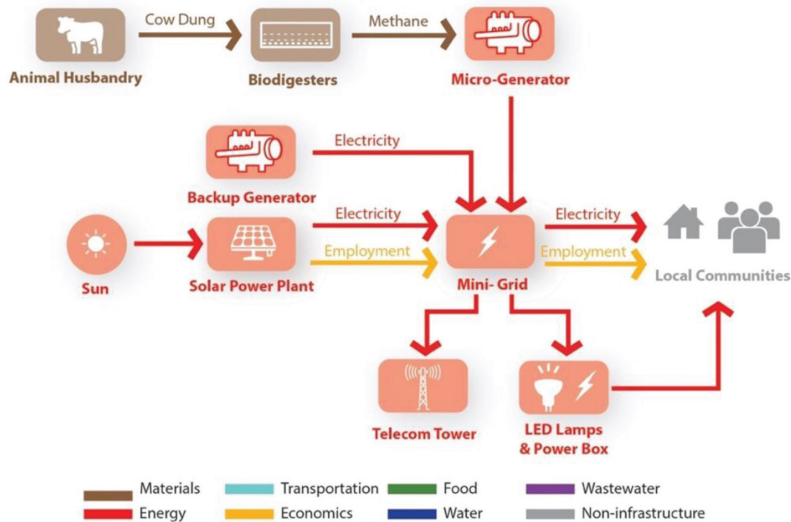 Cow Dung
Methane
Animal Husbandry
Biodigesters
Micro-Generator
Electricity
Backup Generator
Electricity
Electricity
Employment
Employment
Local Communities
Sun
Solar Power Plant
Mini- Grid
Telecom Tower
LED Lamps
& Power Box
Materials
Transportation
Food
Wastewater
Energy
Economics
Water
Non-infrastructure